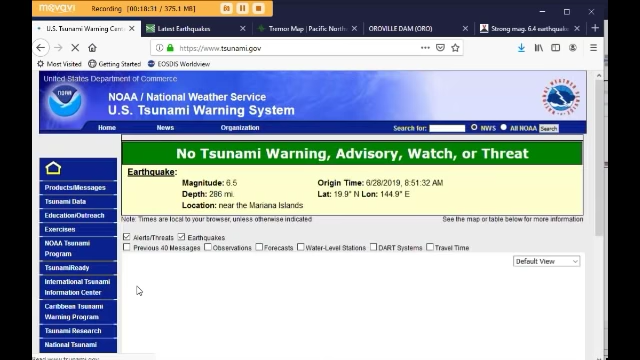 movavi Recording 00:18:31 / 375.1 MB
U.S. Tsunami Warning Cent Latest Earthquakes Tremor Map | Pacific North OROVILLE DAM (ORO) Strong mag. 6.4 earthquake
https://www.tsunami.gov
Most Visited Getting Started EOSDIS Worldview
United States Department of Commerce
NOAA / National Weather Service
U.S. Tsunami Warning System
Home News Organization Search for: NWS All NOAA Search
No Tsunami Warning, Advisory, Watch, or Threat
Earthquake:
Magnitude: 6.5 Origin Time: 6/28/2019, 8:51:32 AM
Depth: 286 mi. Lat: 19.9° N Lon: 144.9° E
Location: near the Mariana Islands
Note: Times are local to your browser, unless otherwise indicated See the map or table below for more information
Alerts/Threats Earthquakes
Previous 40 Messages Observations Forecasts Water-Level Stations DART Systems Travel Time
Default View
Products/Messages
Tsunami Data
Education/Outreach
Exercises
NOAA Tsunami
Program
TsunamiReady
International Tsunami
Information Center
Caribbean Tsunami
Warning Program
Tsunami Research
National Tsunami